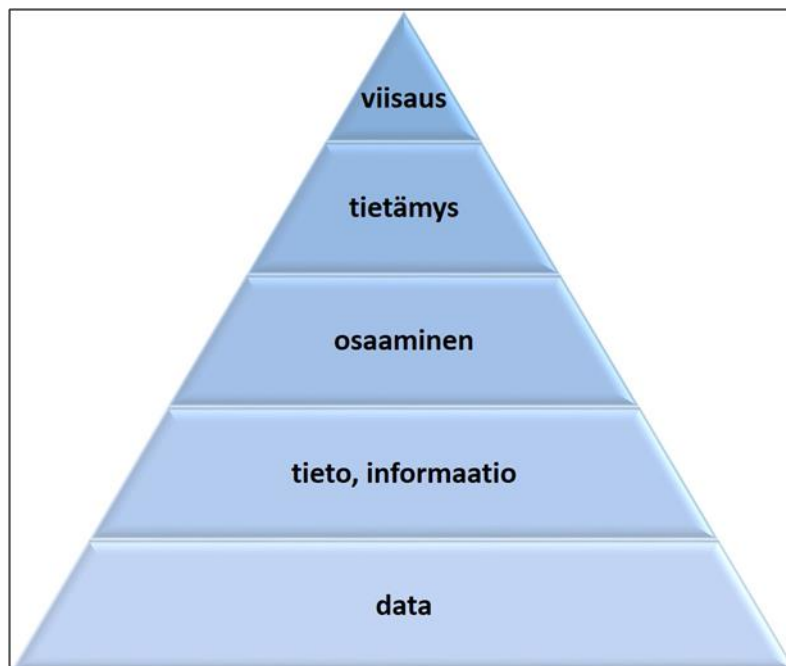 viisaus
tietämys
osaaminen
tieto, informaatio
data